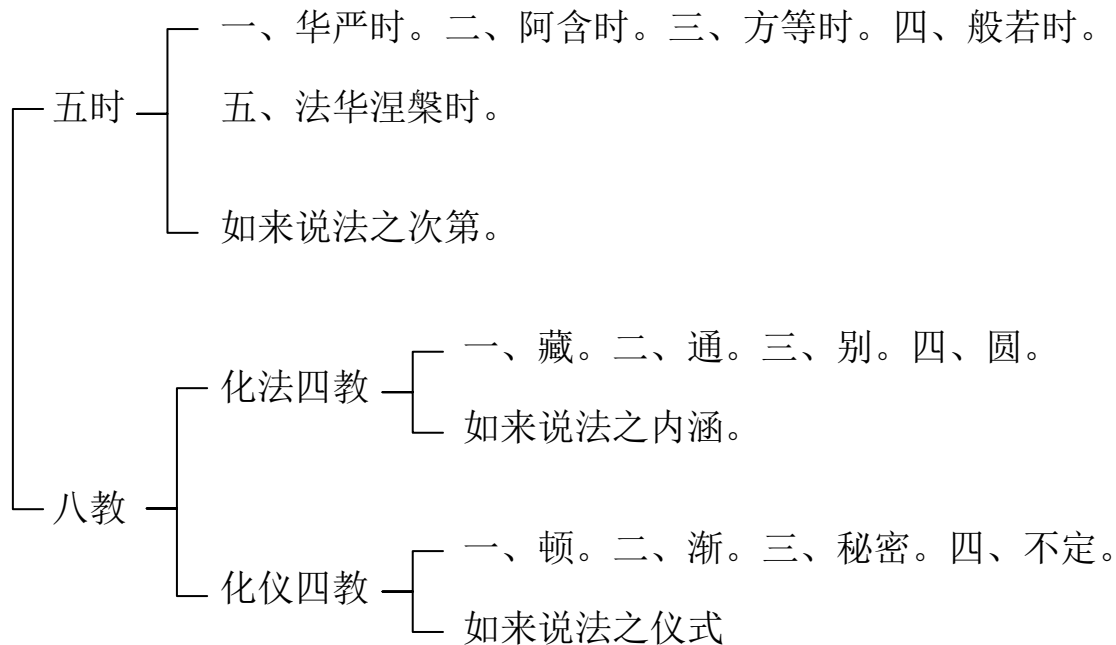 一、华严时。二、阿含时。三、方等时。四、般若时。
五时
五、法华涅槃时。
如来说法之次第。
一、藏。二、通。三、别。四、圆。
化法四教
如来说法之内涵。
八教
一、顿。二、渐。三、秘密。四、不定。
化仪四教
如来说法之仪式